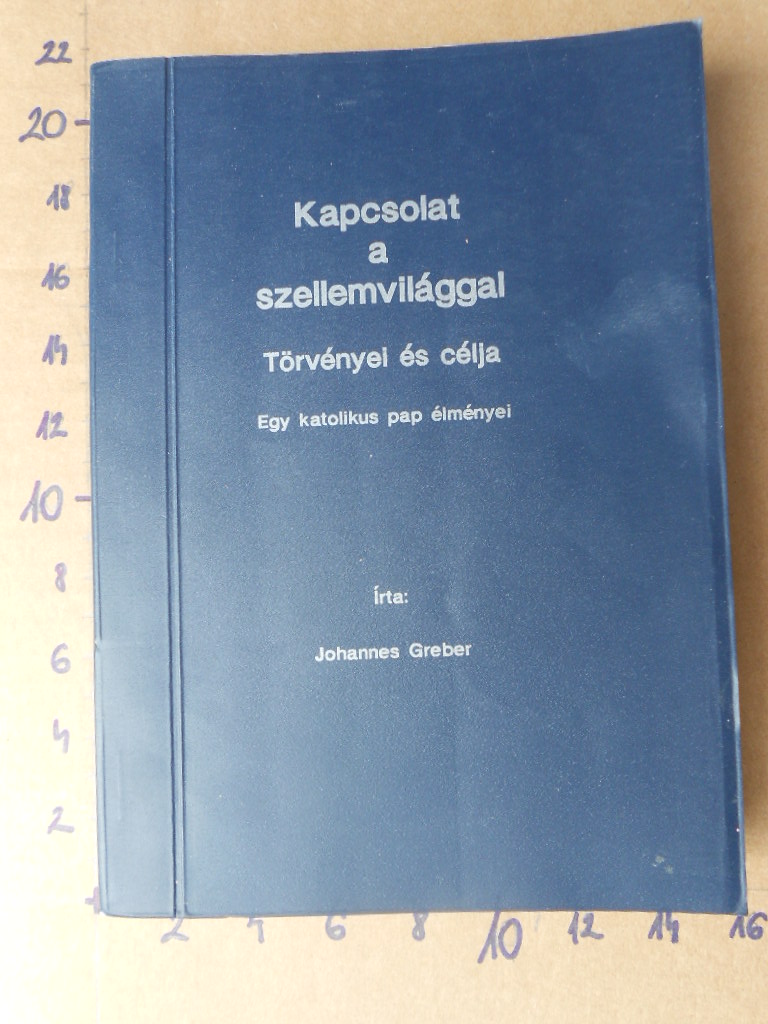 Kapcsolat
a
szellemvilággal
Törvényei és célja
Egy katolikus pap élményei
Írta:
Johannes Greber
22
20
18
16
14
12
10
8
6
4
2
2 4 6 8 10 12 14 16